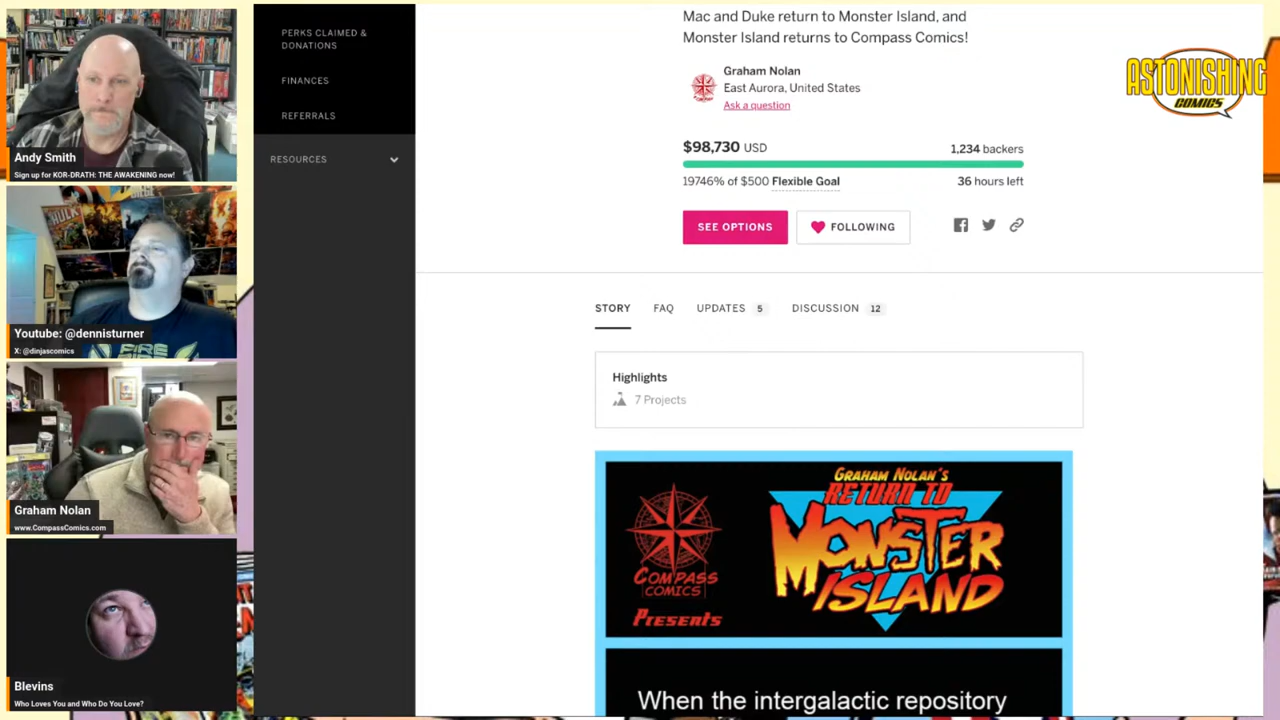 Andy Smith
Sign up for KOR-DRATH: THE AWAKENING now!
HULK
Youtube: @dennisturner
X: @dinjascomics
Graham Nolan
www.CompassComics.com
Blevins
Who Loves You and Who Do You Love?
PERKS CLAIMED &
DONATIONS
FINANCES
REFERRALS
RESOURCES
Mac and Duke return to Monster Island, and
Monster Island returns to Compass Comics!
Graham Nolan
East Aurora, United States
Ask a question
$98,730 USD
1,234 backers
19746% of $500 Flexible Goal
36 hours left
SEE OPTIONS
FOLLOWING
STORY
FAQ
UPDATES 5
DISCUSSION 12
Highlights
7 Projects
COMPASS
COMICS
Presents
GRAHAM NOLAN'S
RETURN TO
MONSTER
ISLAND
When the intergalactic repository
ASTONISHING
COMICS